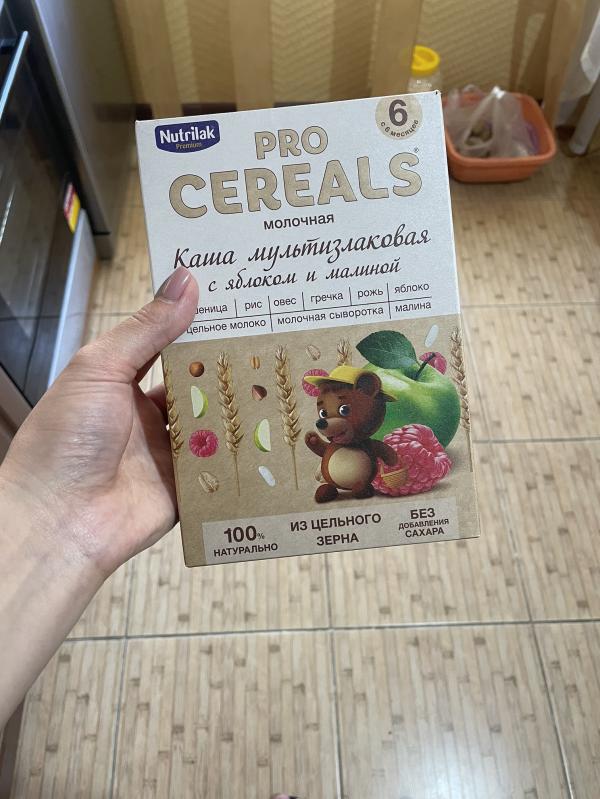 Nutrilak
Premium
6
с 6 месяцев
PRO
CEREALS®
молочная
Каша мультизлаковая
с яблоком и малиной
рис | овес | гречка | рожь | яблоко
цельное молоко | молочная сыворотка | малина
100%
НАТУРАЛЬНО
ИЗ ЦЕЛЬНОГО
ЗЕРНА
БЕЗ
ДОБАВЛЕНИЯ
САХАРА